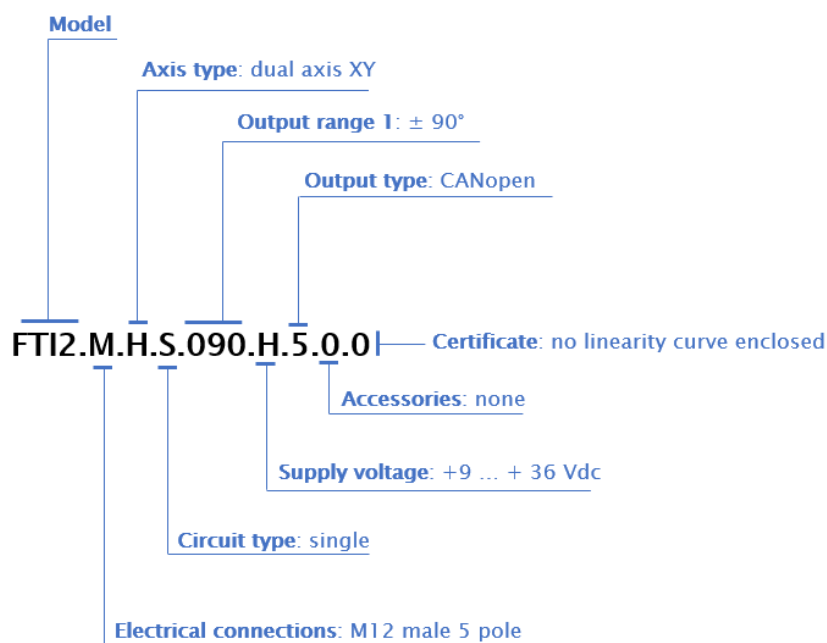 Model
Axis type: dual axis XY
Output range 1: ± 90°
Output type: CANopen
FTI2.M.H.S.090.H.5.0.0
Certificate: no linearity curve enclosed
Accessories: none
Supply voltage: +9 ... + 36 Vdc
Circuit type: single
Electrical connections: M12 male 5 pole